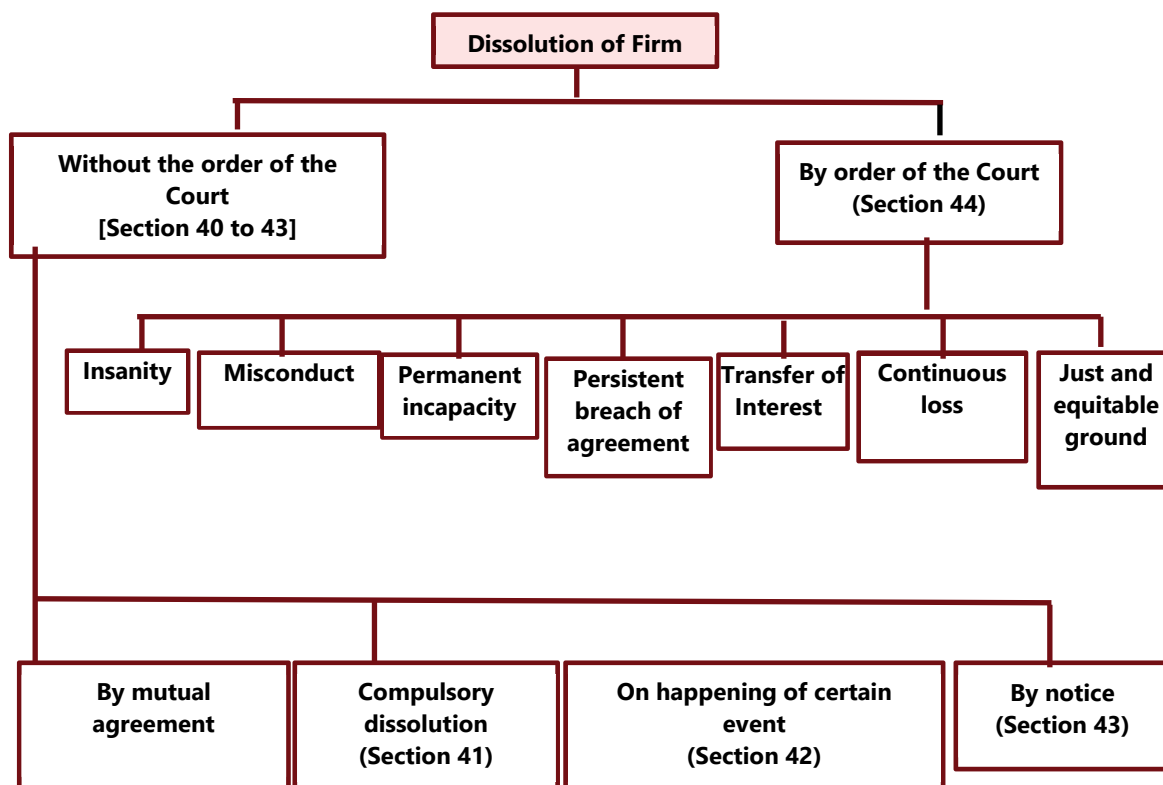 Dissolution of Firm
Without the order of the
Court
[Section 40 to 43]
By order of the Court
(Section 44)
Insanity
Misconduct
Permanent
incapacity
Persistent
breach of
agreement
Transfer of
Interest
Continuous
loss
Just and
equitable
ground
By mutual
agreement
Compulsory
dissolution
(Section 41)
On happening of certain
event
(Section 42)
By notice
(Section 43)